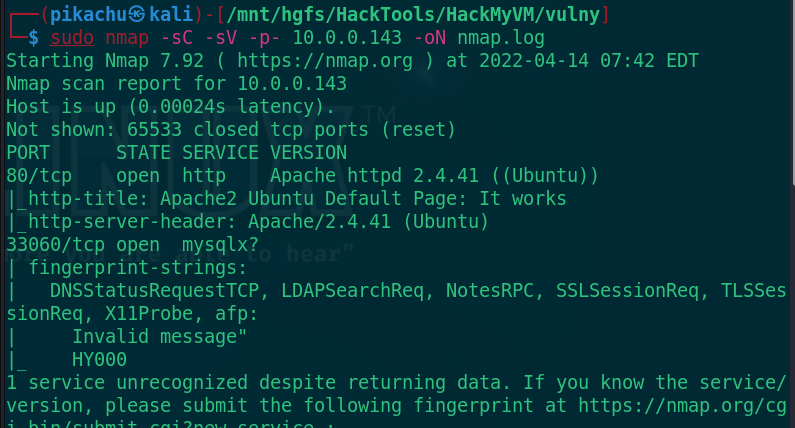 ┌──(pikachu㉿kali)-[/mnt/hgfs/HackTools/HackMyVM/vulny]
└─$ sudo nmap -sC -sV -p- 10.0.0.143 -oN nmap.log
Starting Nmap 7.92 ( https://nmap.org ) at 2022-04-14 07:42 EDT
Nmap scan report for 10.0.0.143
Host is up (0.00024s latency).
Not shown: 65533 closed tcp ports (reset)
PORT      STATE SERVICE VERSION
80/tcp    open  http    Apache httpd 2.4.41 ((Ubuntu))
|_http-title: Apache2 Ubuntu Default Page: It works
|_http-server-header: Apache/2.4.41 (Ubuntu)
33060/tcp open  mysqlx?
| fingerprint-strings:
|   DNSStatusRequestTCP, LDAPSearchReq, NotesRPC, SSLSessionReq, TLSSes
sionReq, X11Probe, afp:
|     Invalid message"
|_    HY000
1 service unrecognized despite returning data. If you know the service/
version, please submit the following fingerprint at https://nmap.org/cg
i-bin/submit.cgi?new-service :